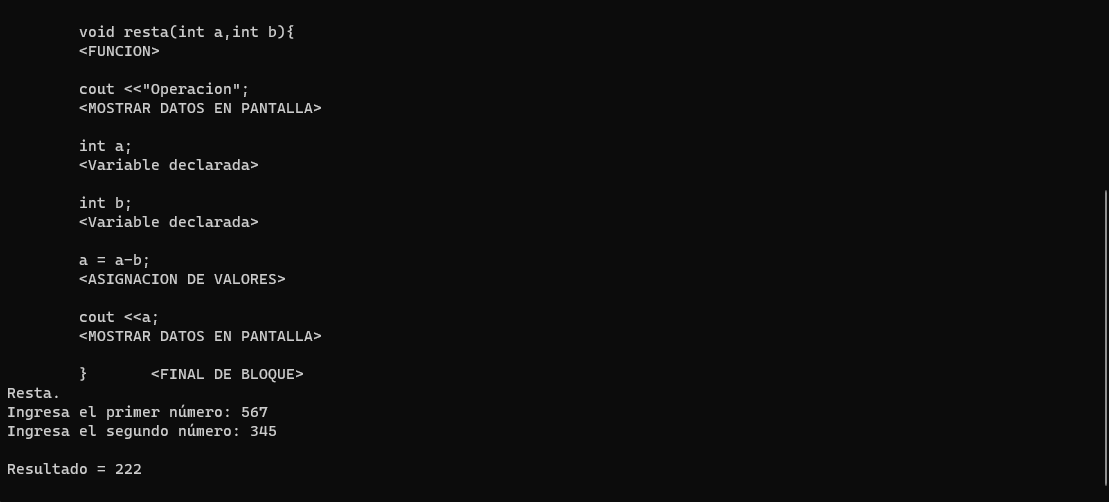 void resta(int a,int b){
<FUNCION>
cout <<"Operacion";
<MOSTRAR DATOS EN PANTALLA>
int a;
<Variable declarada>
int b;
<Variable declarada>
a = a-b;
<ASIGNACION DE VALORES>
cout <<a;
<MOSTRAR DATOS EN PANTALLA>
}       <FINAL DE BLOQUE>
Resta.
Ingresa el primer número: 567
Ingresa el segundo número: 345
Resultado = 222